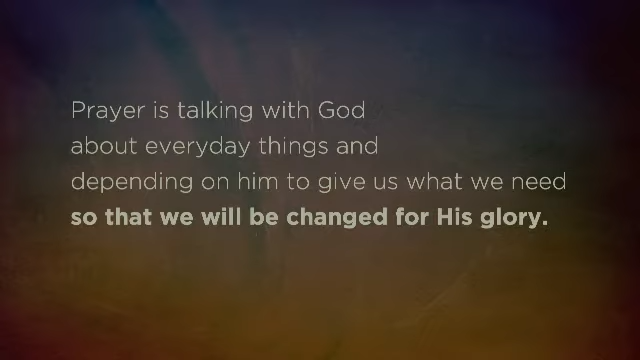 Prayer is talking with God
about everyday things and
depending on him to give us what we need
so that we will be changed for His glory.